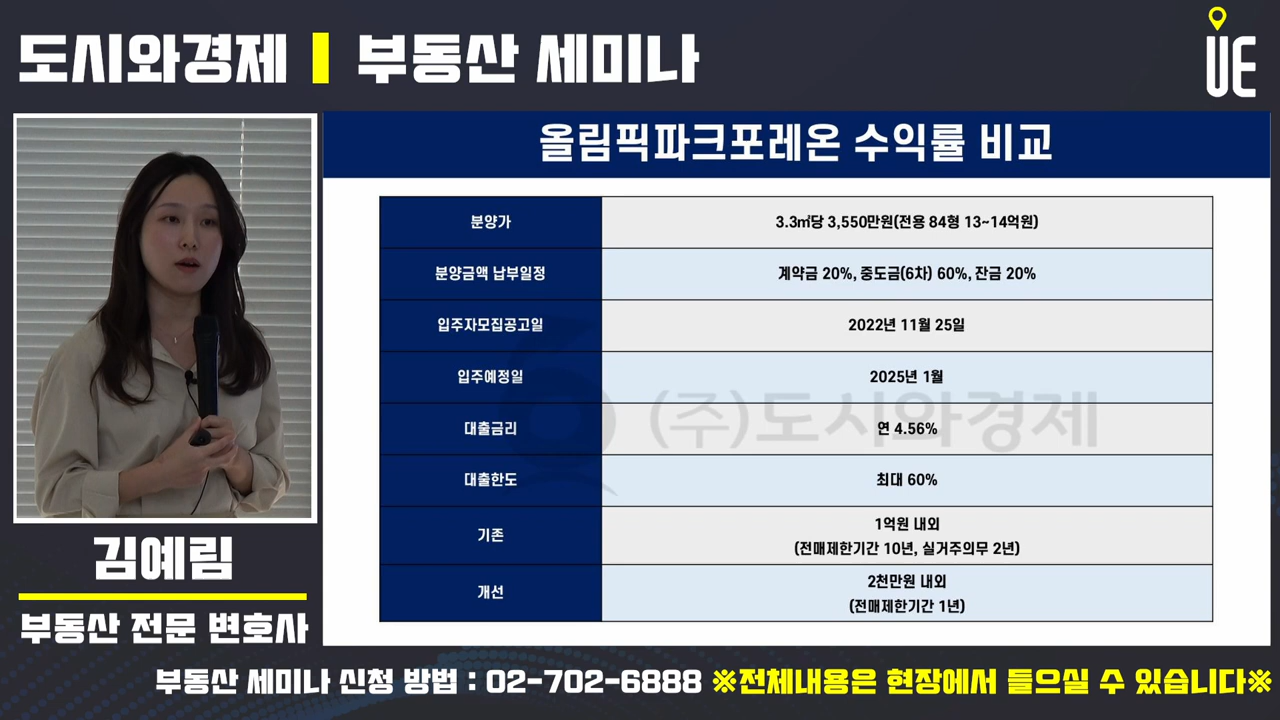 도시와경제 부동산 세미나
UE
올림픽파크포레온 수익률 비교
분양가 3.3㎡당 3,550만원(전용 84형 13~14억원)
분양금액 납부일정 계약금 20%, 중도금(6차) 60%, 잔금 20%
입주자모집공고일 2022년 11월 25일
입주예정일 2025년 1월
(주)도시와경제
대출금리 연 4.56%
대출한도 최대 60%
기존 1억원 내외
(전매제한기간 10년, 실거주의무 2년)
개선 2천만원 내외
(전매제한기간 1년)
김예림
부동산 전문 변호사
부동산 세미나 신청 방법 : 02-702-6888 ※전체내용은 현장에서 들으실 수 있습니다※